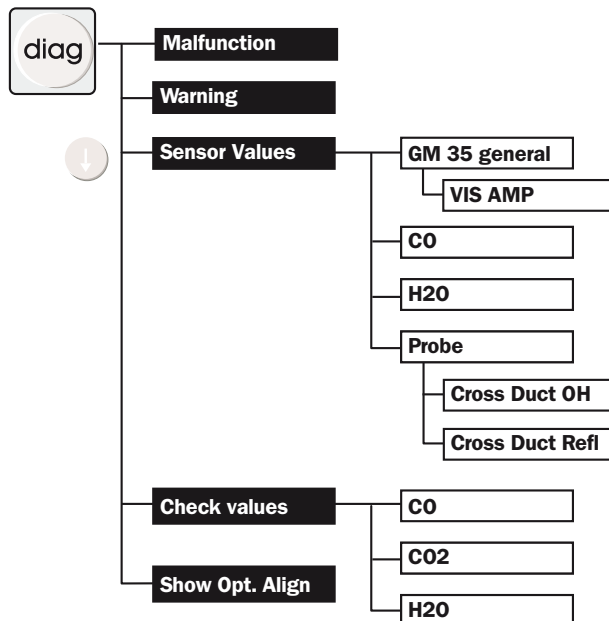 diag
Malfunction
Warning
Sensor Values
GM 35 general
VIS AMP
CO
H2O
Probe
Cross Duct OH
Cross Duct Refl
Check values
CO
CO2
H2O
Show Opt. Align